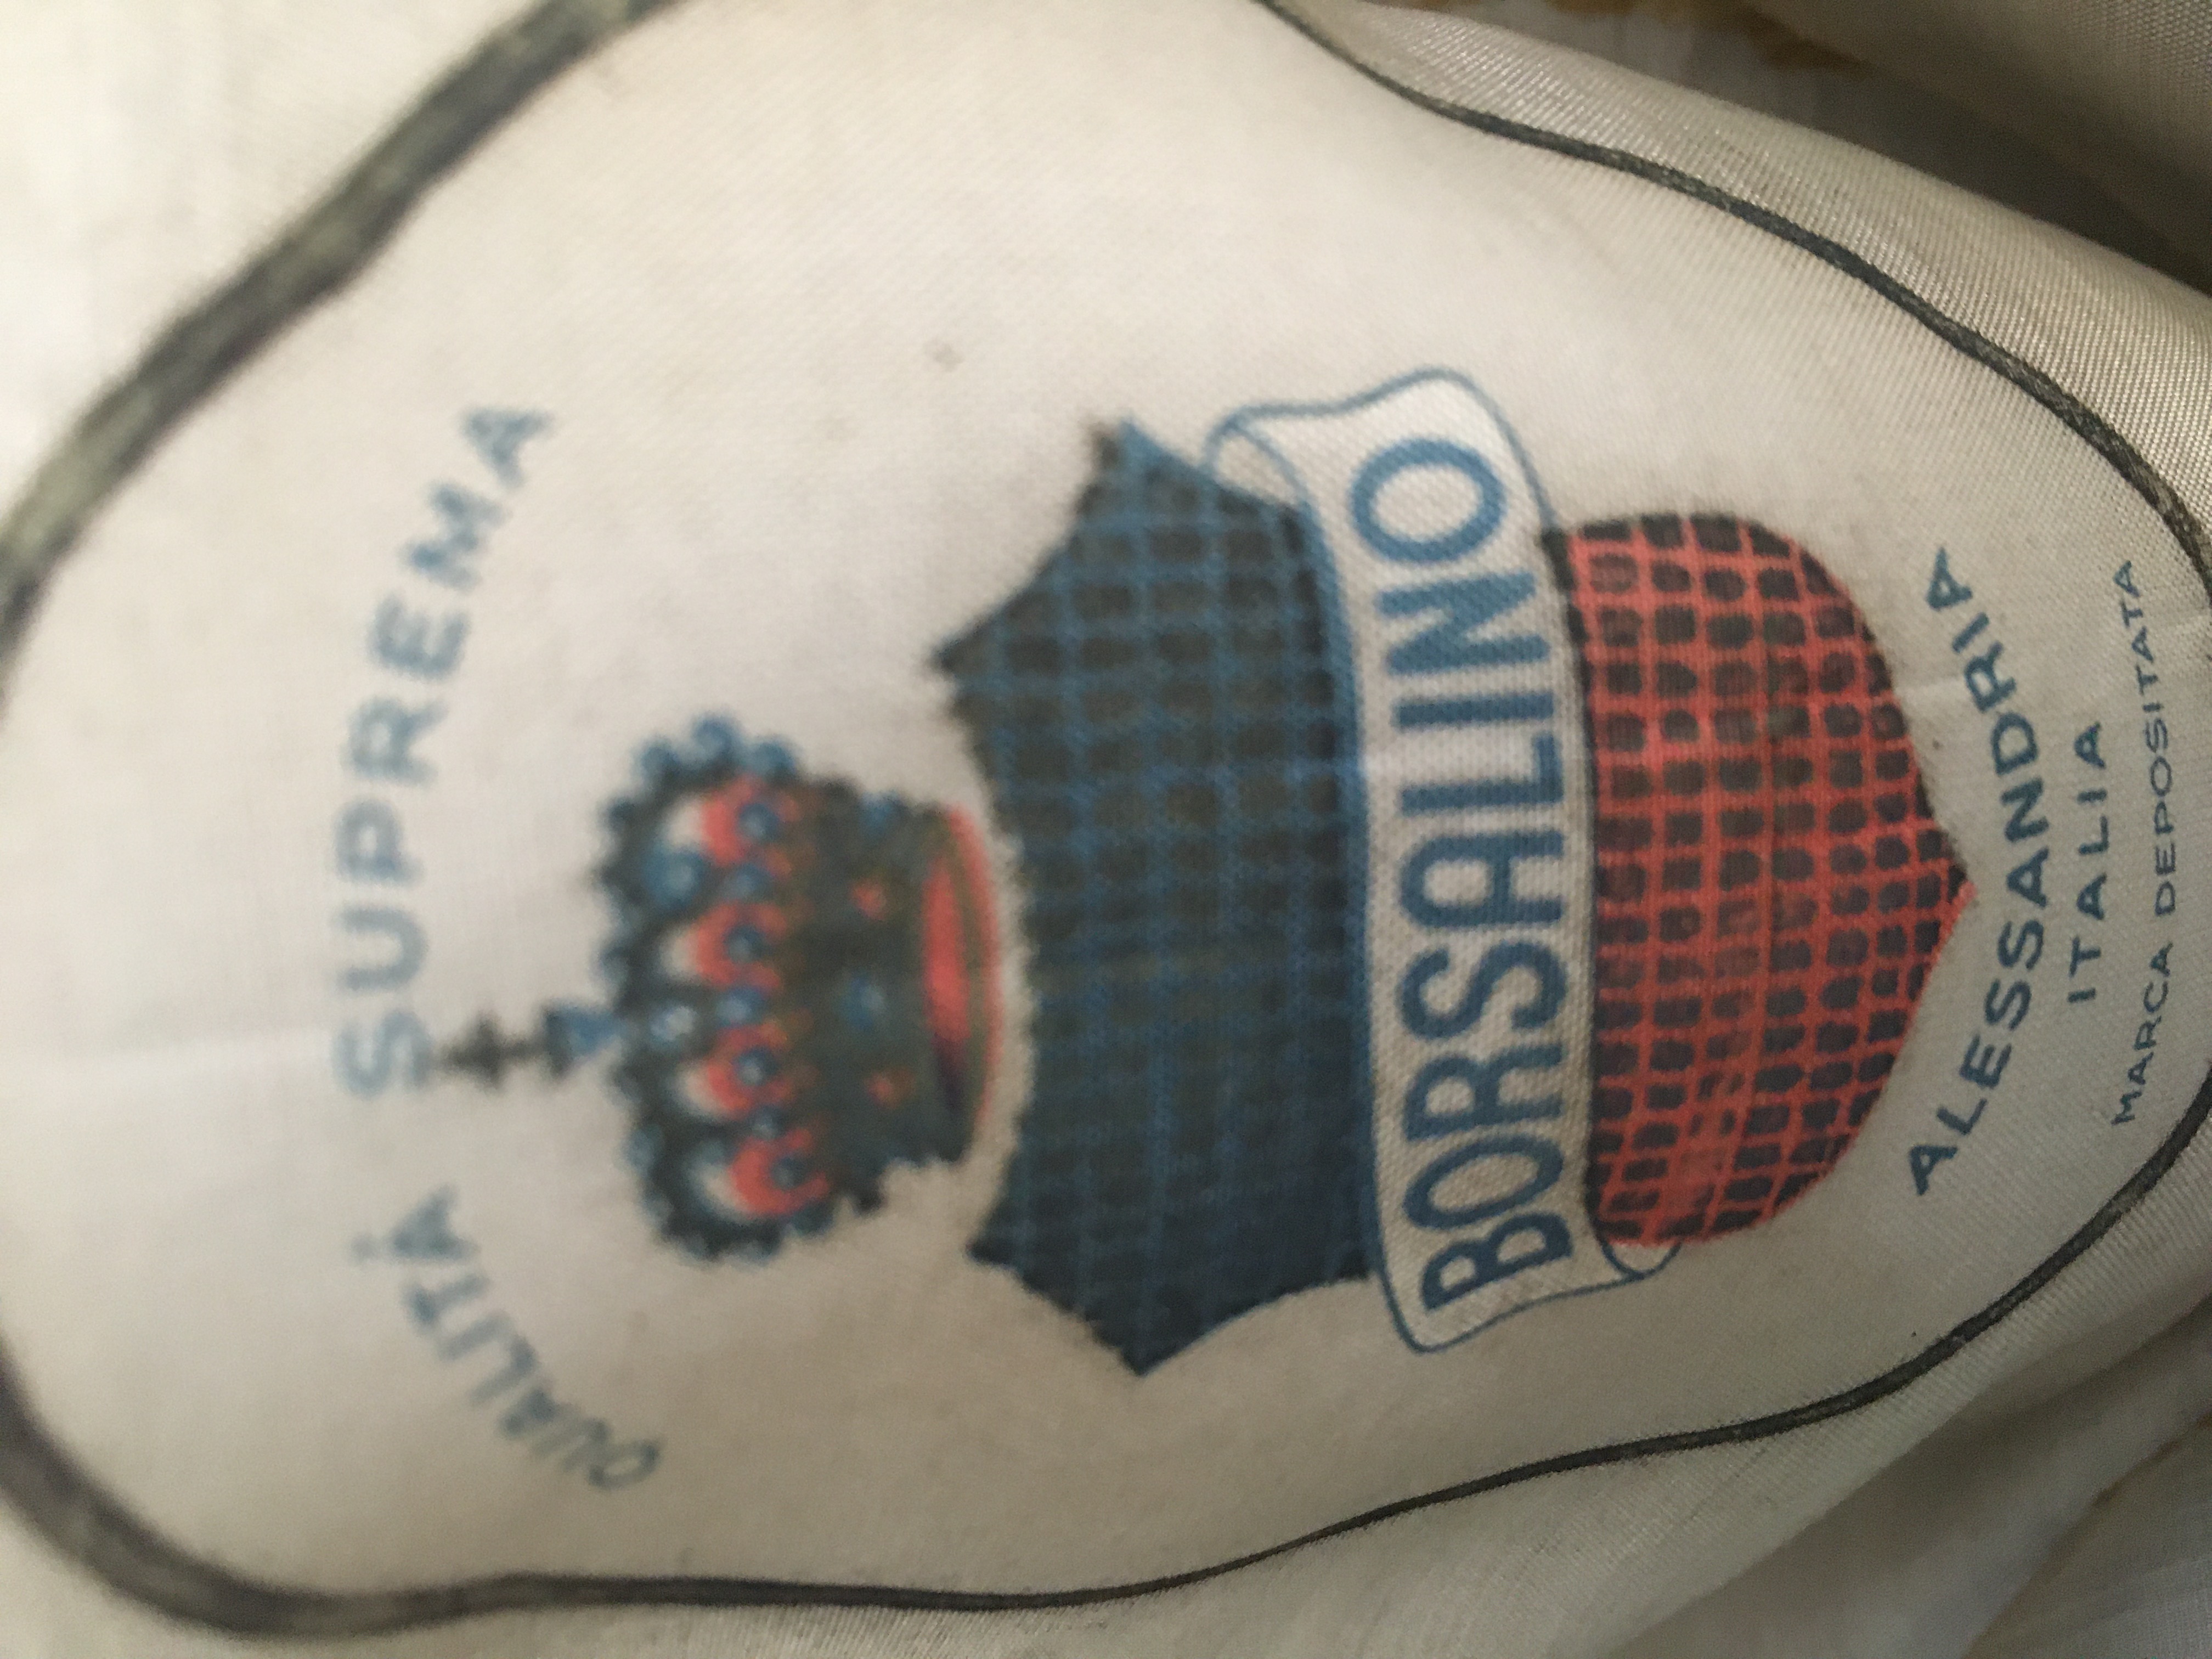 QUALITÀ SUPREMA
BORSALINO
ALESSANDRIA
ITALIA
MARCA DEPOSITATA